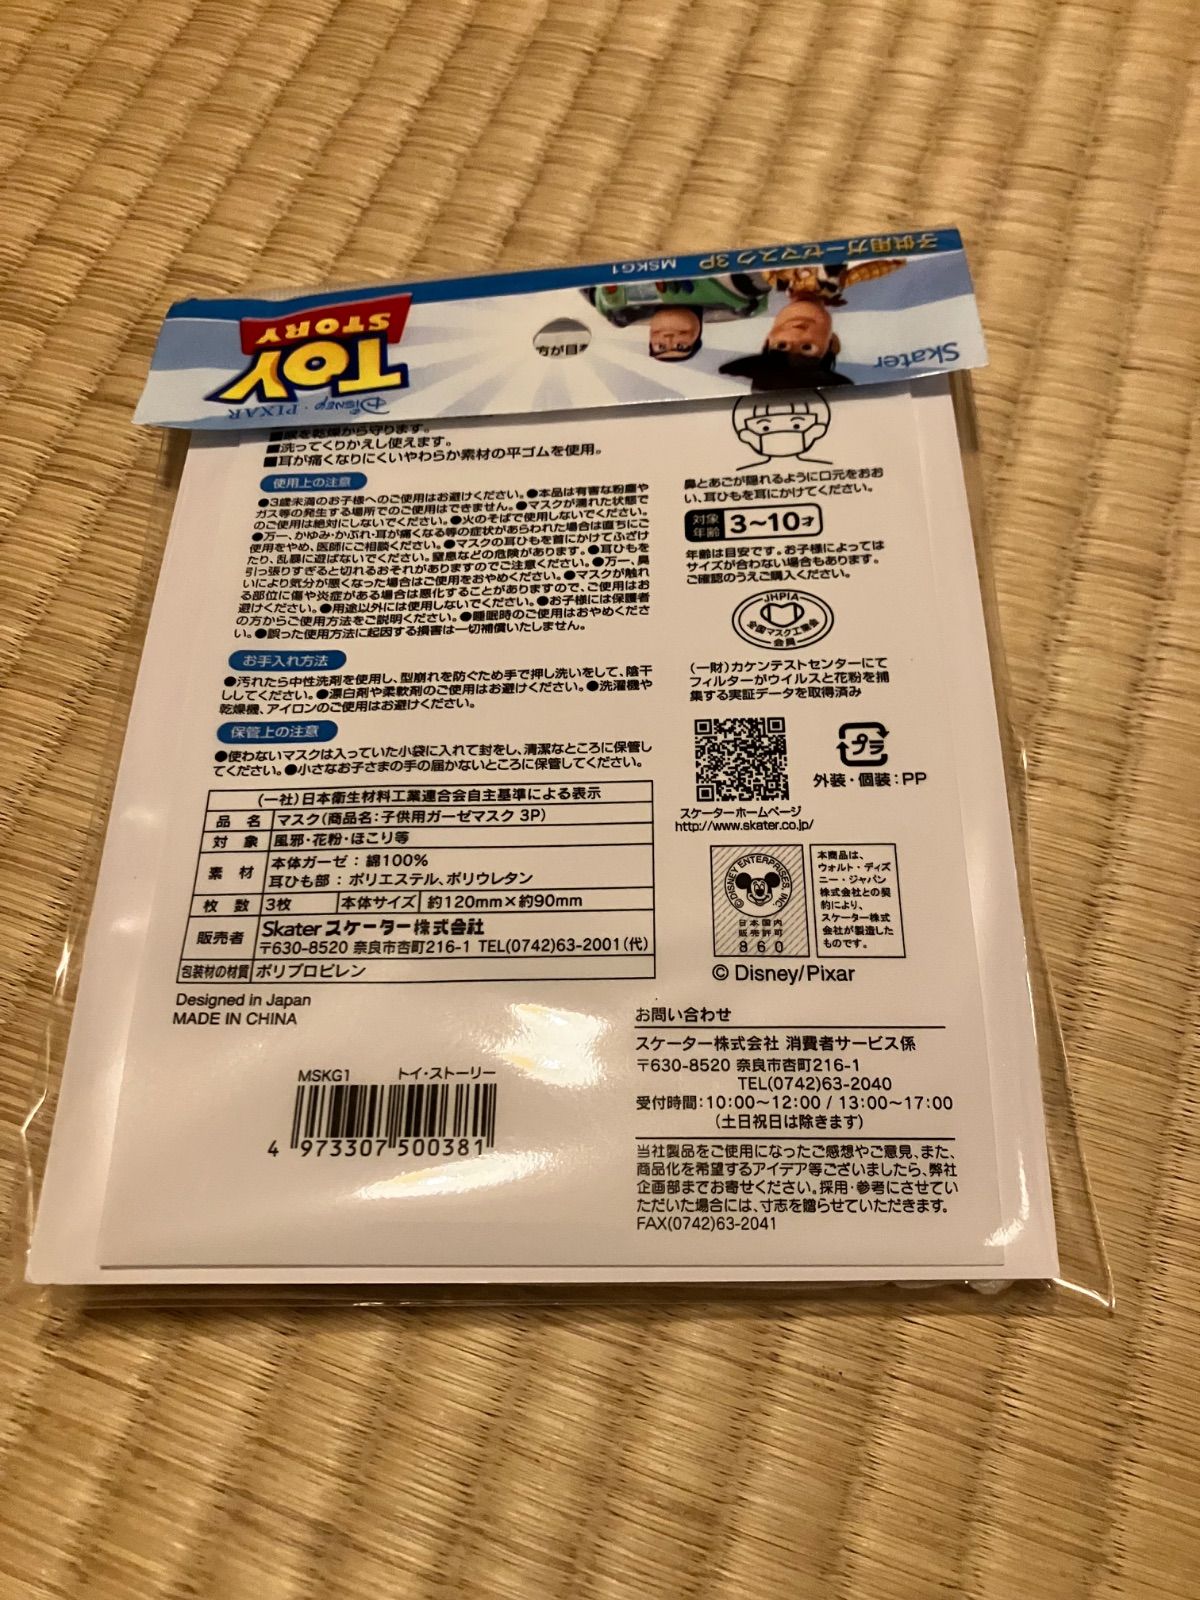 子供用ガーゼマスク 3P MSKG1
Skater
Disney・PIXAR
TOY
STORY
方が目
■喉を乾燥から守ります。
■洗ってくりかえし使えます。
■耳が痛くなりにくいやわらか素材の平ゴムを使用。
使用上の注意
●3歳未満のお子様へのご使用はお避けください。●本品は有害な粉塵や
ガス等の発生する場所でのご使用はできません。●マスクが濡れた状態で
のご使用は絶対にしないでください。●火のそばで使用しないでください。
●万一、かゆみ・かぶれ・耳が痛くなる等の症状があらわれた場合は直ちにご
使用をやめ、医師にご相談ください。●マスクの耳ひもを首にかけてふざけ
たり、乱暴に遊ばないでください。窒息などの危険があります。●耳ひもを
引っ張りすぎると切れるおそれがありますのでご注意ください。●万一、臭
いにより気分が悪くなった場合はご使用をおやめください。●マスクが触れ
る部位に傷や炎症がある場合は悪化することがありますので、ご使用はお
避けください。●用途以外には使用しないでください。●お子様には保護者
の方からご使用方法をご説明ください。●睡眠時のご使用はおやめくださ
い。●誤った使用方法に起因する損害は一切補償いたしません。
お手入れ方法
●汚れたら中性洗剤を使用し、型崩れを防ぐため手で押し洗いをして、陰干
ししてください。●漂白剤や柔軟剤のご使用はお避けください。●洗濯機や
乾燥機、アイロンのご使用はお避けください。
保管上の注意
●使わないマスクは入っていた小袋に入れて封をし、清潔なところに保管し
てください。●小さなお子さまの手の届かないところに保管してください。
(一社)日本衛生材料工業連合会自主基準による表示
品 名 マスク(商品名:子供用ガーゼマスク 3P)
対 象 風邪・花粉・ほこり等
素 材 本体ガーゼ : 綿100%
耳ひも部 : ポリエステル、ポリウレタン
枚 数 3枚 本体サイズ 約120mm×約90mm
販売者 Skater スケーター株式会社
〒630-8520 奈良市杏町216-1 TEL(0742)63-2001(代)
包装材の材質 ポリプロピレン
Designed in Japan
MADE IN CHINA
MSKG1 トイ・ストーリー
4 973307 500381
鼻とあごが隠れるように口元をおお
い、耳ひもを耳にかけてください。
対象年齢 3〜10才
年齢は目安です。お子様によっては
サイズが合わない場合もあります。
ご確認のうえご購入ください。
JHPIA
全国マスク工業会
会員
(一財)カケンテストセンターにて
フィルターがウイルスと花粉を捕
集する実証データを取得済み
プラ
外装・個装:PP
スケーターホームページ
http://www.skater.co.jp/
©DISNEY ENTERPRISES, INC.
日本国内
販売許可
860
本商品は、
ウォルト・ディズ
ニー・ジャパン
株式会社との契
約により、
スケーター株式
会社が製造した
ものです。
© Disney/Pixar
お問い合わせ
スケーター株式会社 消費者サービス係
〒630-8520 奈良市杏町216-1
TEL(0742)63-2040
受付時間:10:00〜12:00 / 13:00〜17:00
(土日祝日は除きます)
当社製品をご使用になったご感想やご意見、また、
商品化を希望するアイデア等ございましたら、弊社
企画部までお寄せください。採用・参考にさせてい
ただいた場合には、寸志を贈らせていただきます。
FAX(0742)63-2041